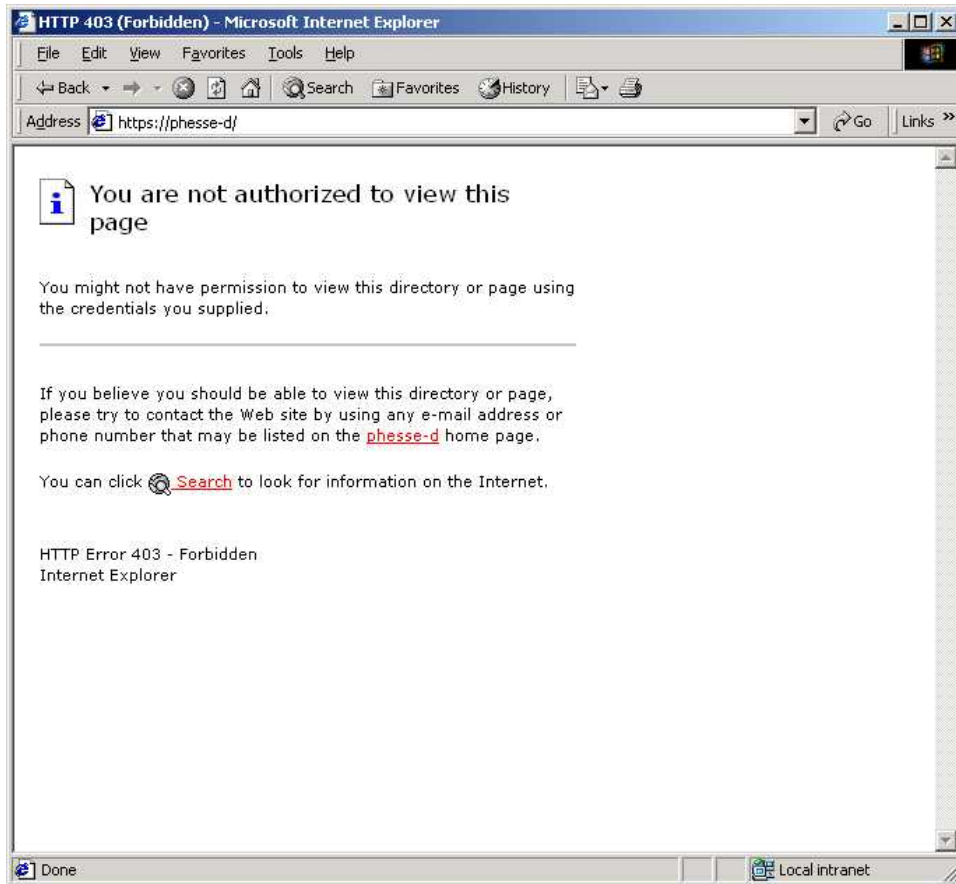 HTTP 403 (Forbidden) - Microsoft Internet Explorer
File Edit View Favorites Tools Help
Back Search Favorites History
Address https://phesse-d/ Go Links »
You are not authorized to view this
page
You might not have permission to view this directory or page using
the credentials you supplied.
If you believe you should be able to view this directory or page,
please try to contact the Web site by using any e-mail address or
phone number that may be listed on the phesse-d home page.
You can click Search to look for information on the Internet.
HTTP Error 403 - Forbidden
Internet Explorer
Done Local intranet